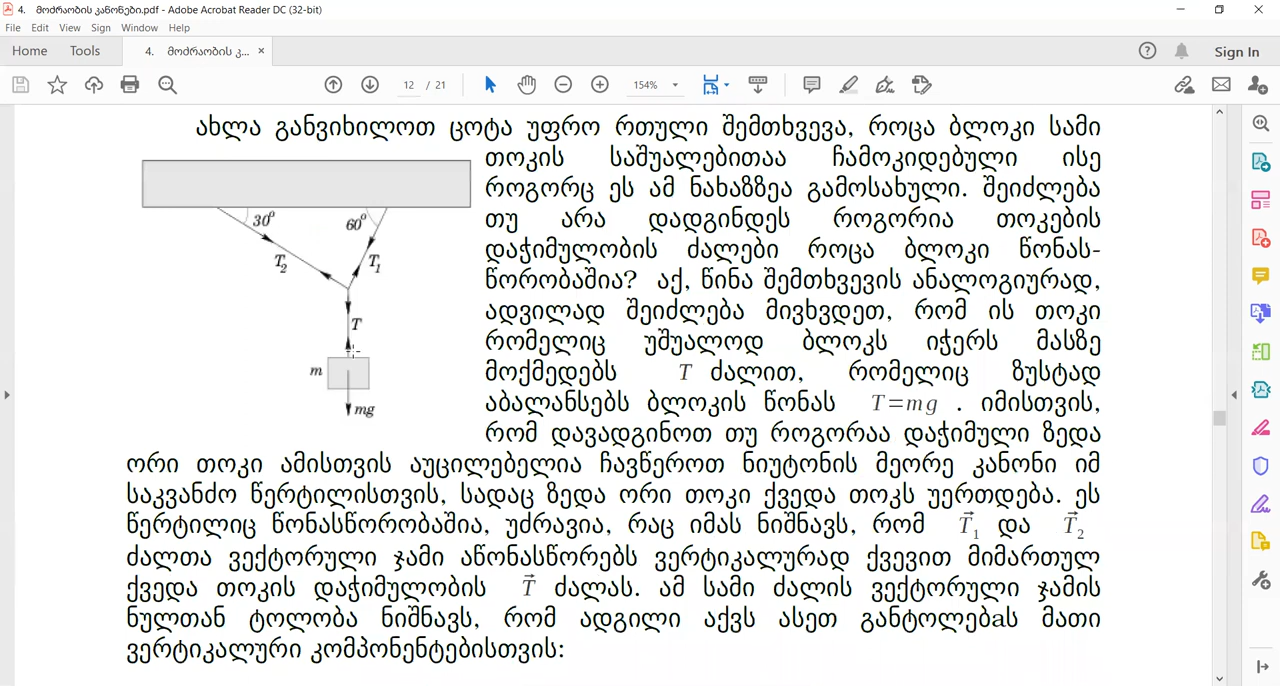 4. მოძრაობის კანონები.pdf - Adobe Acrobat Reader DC (32-bit)
File Edit View Sign Window Help
Home Tools 4. მოძრაობის კ... × Sign In
12 / 21 154%
ახლა განვიხილოთ ცოტა უფრო რთული შემთხვევა, როცა ბლოკი სამი
თოკის საშუალებითაა ჩამოკიდებული ისე
როგორც ეს ამ ნახაზზეა გამოსახული. შეიძლება
თუ არა დადგინდეს როგორია თოკების
დაჭიმულობის ძალები როცა ბლოკი წონას-
წორობაშია? აქ, წინა შემთხვევის ანალოგიურად,
ადვილად შეიძლება მივხვდეთ, რომ ის თოკი
რომელიც უშუალოდ ბლოკს იჭერს მასზე
მოქმედებს T ძალით, რომელიც ზუსტად
აბალანსებს ბლოკის წონას T=mg . იმისთვის,
რომ დავადგინოთ თუ როგორაა დაჭიმული ზედა
30° 60°
T₂ T₁
T
m
mg
ორი თოკი ამისთვის აუცილებელია ჩავწეროთ ნიუტონის მეორე კანონი იმ
საკვანძო წერტილისთვის, სადაც ზედა ორი თოკი ქვედა თოკს უერთდება. ეს
წერტილიც წონასწორობაშია, უძრავია, რაც იმას ნიშნავს, რომ T⃗₁ და T⃗₂
ძალთა ვექტორული ჯამი აწონასწორებს ვერტიკალურად ქვევით მიმართულ
ქვედა თოკის დაჭიმულობის T⃗ ძალას. ამ სამი ძალის ვექტორული ჯამის
ნულთან ტოლობა ნიშნავს, რომ ადგილი აქვს ასეთ განტოლებaს მათი
ვერტიკალური კომპონენტებისთვის: